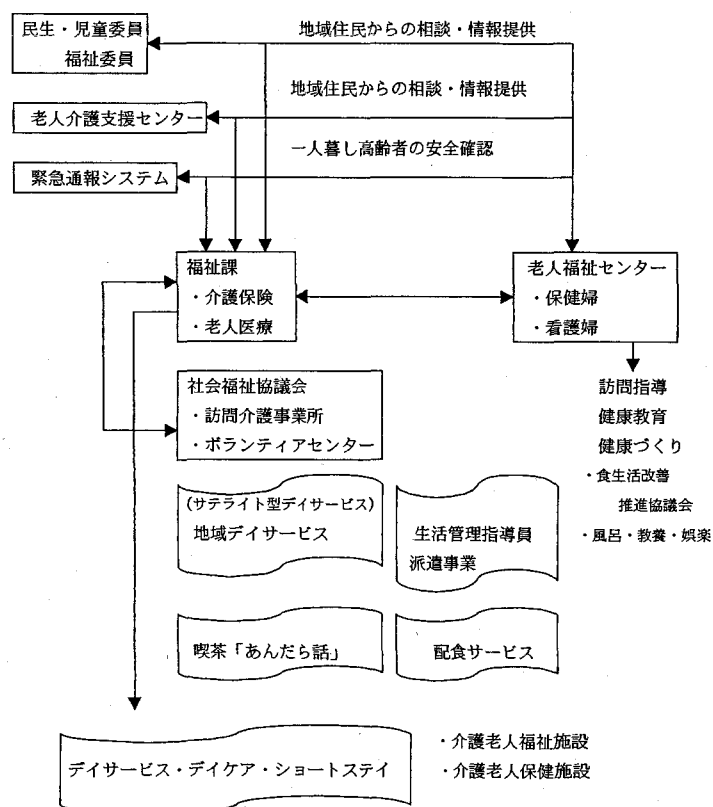 民生・児童委員
福祉委員
地域住民からの相談・情報提供
地域住民からの相談・情報提供
老人介護支援センター
一人暮し高齢者の安全確認
緊急通報システム
福祉課
・介護保険
・老人医療
老人福祉センター
・保健婦
・看護婦
社会福祉協議会
・訪問介護事業所
・ボランティアセンター
訪問指導
健康教育
健康づくり
・食生活改善
推進協議会
・風呂・教養・娯楽
(サテライト型デイサービス)
地域デイサービス
生活管理指導員
派遣事業
喫茶「あんだら話」
配食サービス
デイサービス・デイケア・ショートステイ
・介護老人福祉施設
・介護老人保健施設